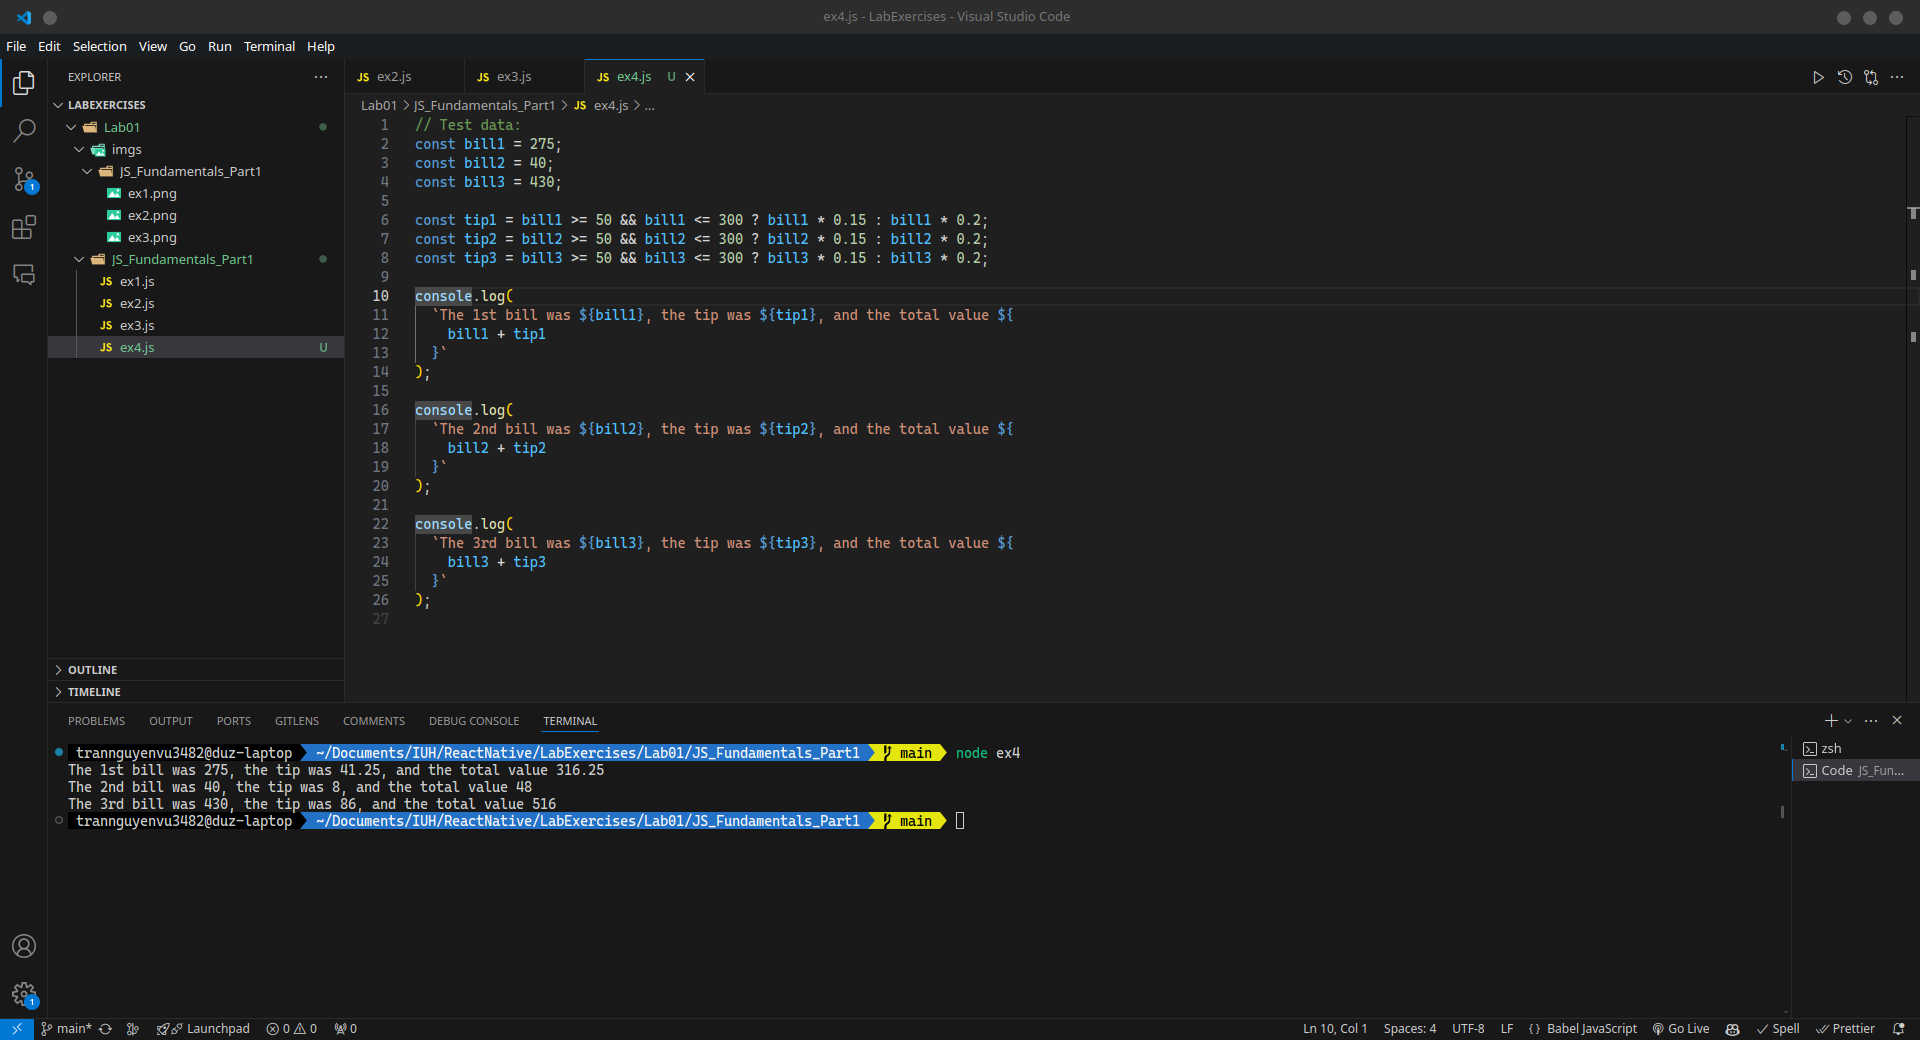 ex4.js - LabExercises - Visual Studio Code
File Edit Selection View Go Run Terminal Help
EXPLORER
LABEXERCISES
Lab01
imgs
JS_Fundamentals_Part1
ex1.png
ex2.png
ex3.png
JS_Fundamentals_Part1
JS ex1.js
JS ex2.js
JS ex3.js
JS ex4.js U
OUTLINE
TIMELINE
JS ex2.js JS ex3.js JS ex4.js U
Lab01 > JS_Fundamentals_Part1 > JS ex4.js > ...
1 // Test data:
2 const bill1 = 275;
3 const bill2 = 40;
4 const bill3 = 430;
5
6 const tip1 = bill1 >= 50 && bill1 <= 300 ? bill1 * 0.15 : bill1 * 0.2;
7 const tip2 = bill2 >= 50 && bill2 <= 300 ? bill2 * 0.15 : bill2 * 0.2;
8 const tip3 = bill3 >= 50 && bill3 <= 300 ? bill3 * 0.15 : bill3 * 0.2;
9
10 console.log(
11 `The 1st bill was ${bill1}, the tip was ${tip1}, and the total value ${
12 bill1 + tip1
13 }`
14 );
15
16 console.log(
17 `The 2nd bill was ${bill2}, the tip was ${tip2}, and the total value ${
18 bill2 + tip2
19 }`
20 );
21
22 console.log(
23 `The 3rd bill was ${bill3}, the tip was ${tip3}, and the total value ${
24 bill3 + tip3
25 }`
26 );
27
PROBLEMS OUTPUT PORTS GITLENS COMMENTS DEBUG CONSOLE TERMINAL
trannguyenvu3482@duz-laptop ~/Documents/IUH/ReactNative/LabExercises/Lab01/JS_Fundamentals_Part1 main node ex4
The 1st bill was 275, the tip was 41.25, and the total value 316.25
The 2nd bill was 40, the tip was 8, and the total value 48
The 3rd bill was 430, the tip was 86, and the total value 516
trannguyenvu3482@duz-laptop ~/Documents/IUH/ReactNative/LabExercises/Lab01/JS_Fundamentals_Part1 main
zsh
Code JS_Fun...
1
1
main* Launchpad 0 0 0 Ln 10, Col 1 Spaces: 4 UTF-8 LF {} Babel JavaScript Go Live Spell Prettier